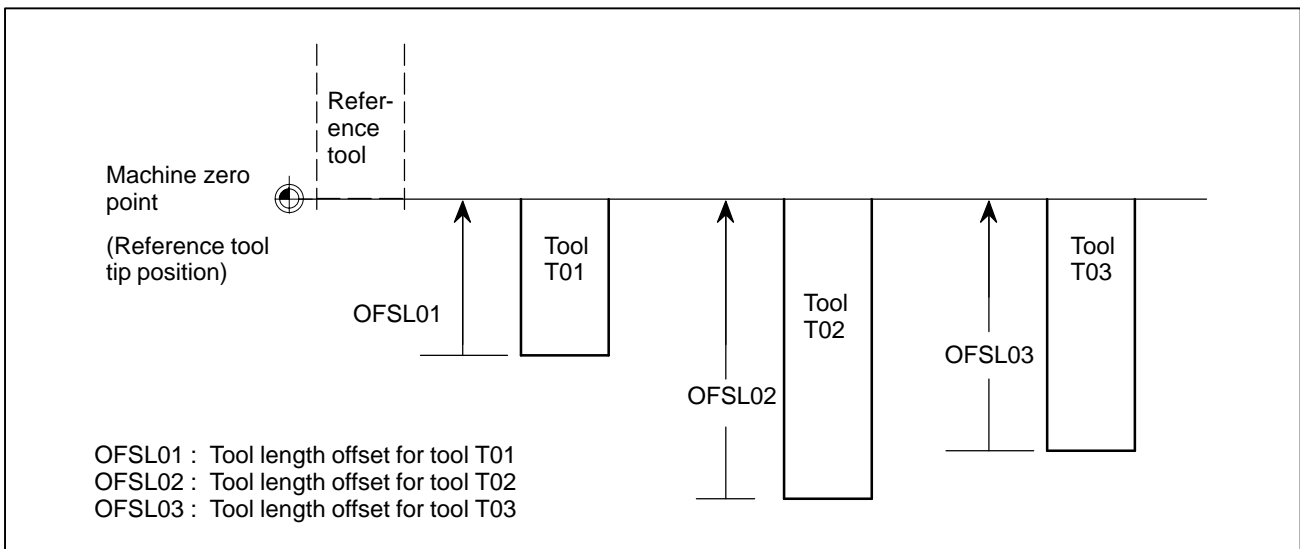 Refer-
ence
tool
Machine zero
point
(Reference tool
tip position)
Tool
T01
Tool
T02
Tool
T03
OFSL01
OFSL02
OFSL03
OFSL01 : Tool length offset for tool T01
OFSL02 : Tool length offset for tool T02
OFSL03 : Tool length offset for tool T03